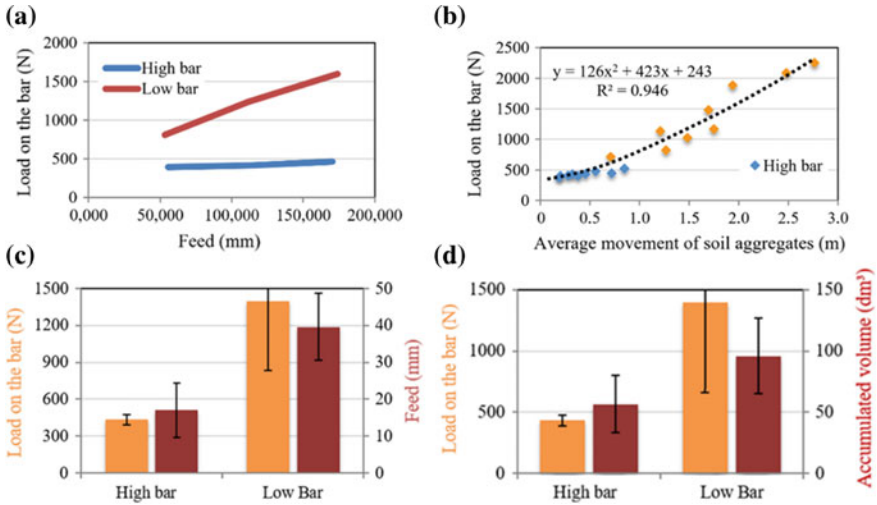 (a)
Load on the bar (N)
2000
1500
1000
500
0
High bar
Low bar
0,000 50,000 100,000 150,000 200,000
Feed (mm)
(b)
Load on the bar (N)
2500
2000
1500
1000
500
0
y = 126x² + 423x + 243
R² = 0.946
High bar
0 0.5 1.0 1.5 2.0 2.5 3.0
Average movement of soil aggregates (m)
(c)
Load on the bar (N)
1500
1200
900
600
300
0
50
40
30
20
10
0
Feed (mm)
High bar Low Bar
(d)
Load on the bar (N)
1500
1000
500
0
150
100
50
0
Accumulated volume (dm³)
High bar Low Bar